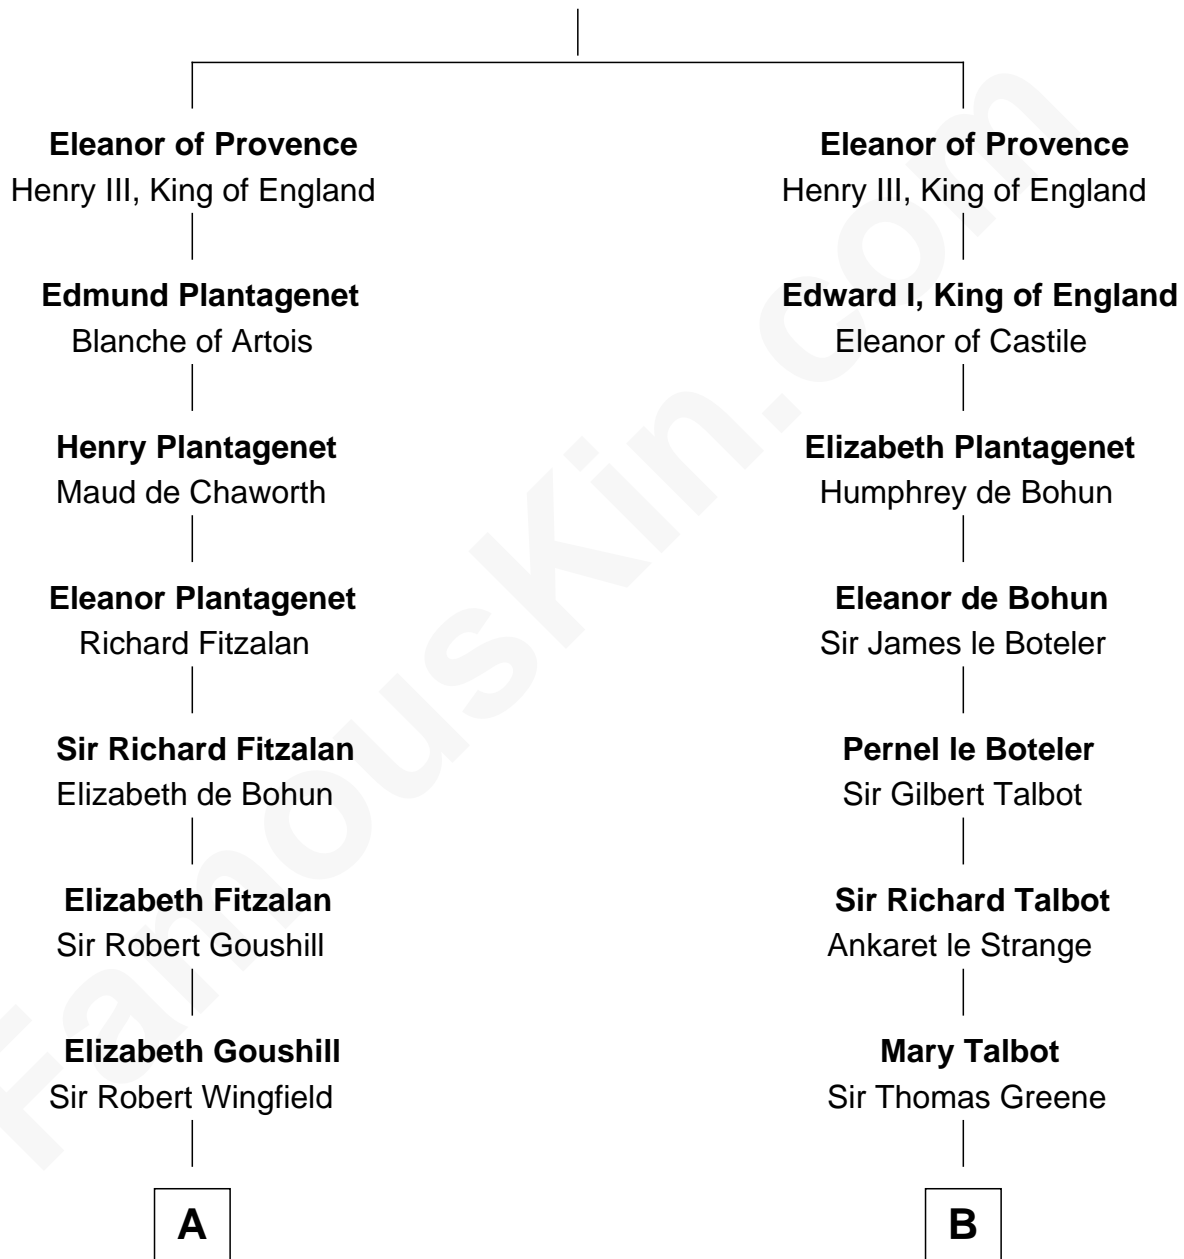 Eleanor of Provence
Henry III, King of England
Edmund Plantagenet
Blanche of Artois
Henry Plantagenet
Maud de Chaworth
Eleanor Plantagenet
Richard Fitzalan
Sir Richard Fitzalan
Elizabeth de Bohun
Elizabeth Fitzalan
Sir Robert Goushill
Elizabeth Goushill
Sir Robert Wingfield
A
Eleanor of Provence
Henry III, King of England
Edward I, King of England
Eleanor of Castile
Elizabeth Plantagenet
Humphrey de Bohun
Eleanor de Bohun
Sir James le Boteler
Pernel le Boteler
Sir Gilbert Talbot
Sir Richard Talbot
Ankaret le Strange
Mary Talbot
Sir Thomas Greene
B
FamousKin.com